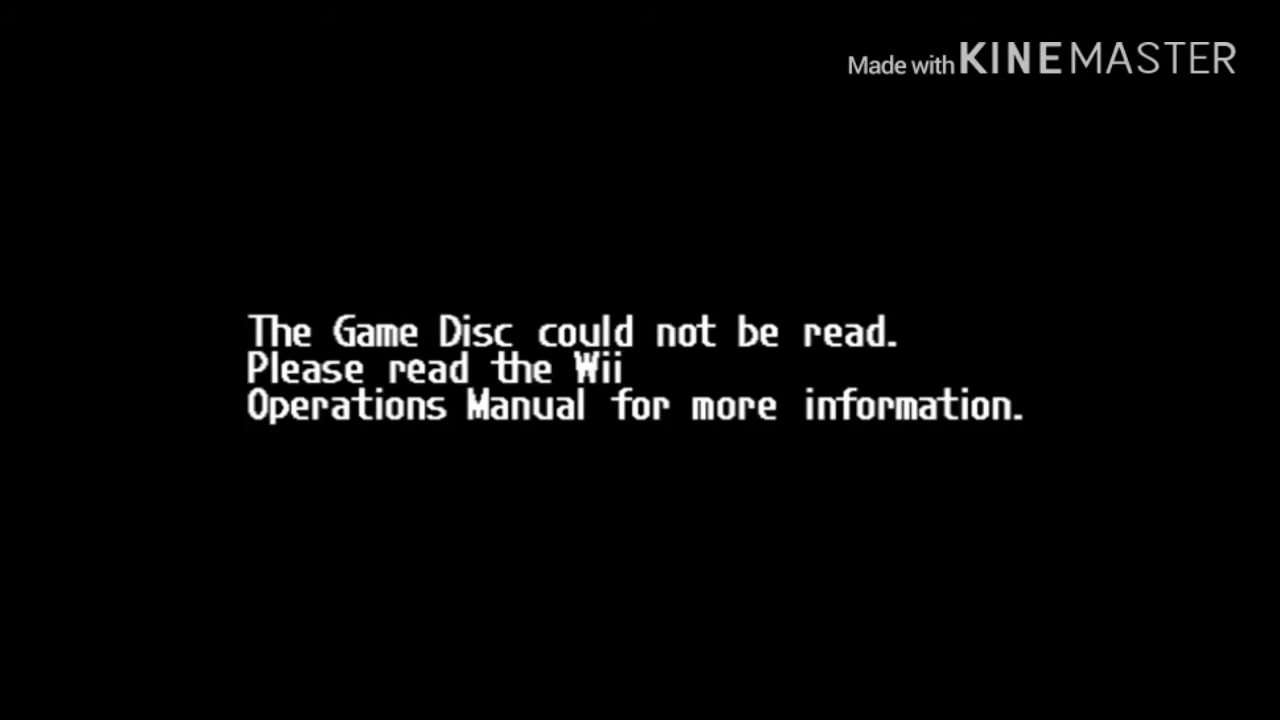 Made with KINEMASTER
The Game Disc could not be read.
Please read the Wii
Operations Manual for more information.